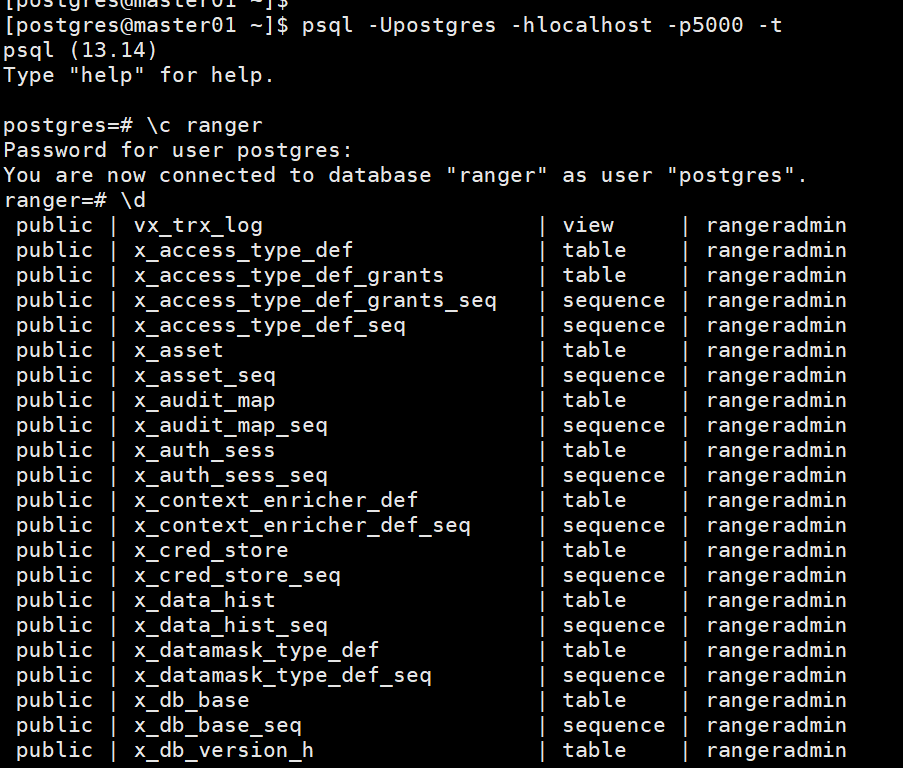 [postgres@master01 ~]$
[postgres@master01 ~]$ psql -Upostgres -hlocalhost -p5000 -t
psql (13.14)
Type "help" for help.

postgres=# \c ranger
Password for user postgres:
You are now connected to database "ranger" as user "postgres".
ranger=# \d
 public | vx_trx_log                     | view     | rangeradmin
 public | x_access_type_def              | table    | rangeradmin
 public | x_access_type_def_grants       | table    | rangeradmin
 public | x_access_type_def_grants_seq   | sequence | rangeradmin
 public | x_access_type_def_seq          | sequence | rangeradmin
 public | x_asset                        | table    | rangeradmin
 public | x_asset_seq                    | sequence | rangeradmin
 public | x_audit_map                    | table    | rangeradmin
 public | x_audit_map_seq                | sequence | rangeradmin
 public | x_auth_sess                    | table    | rangeradmin
 public | x_auth_sess_seq                | sequence | rangeradmin
 public | x_context_enricher_def         | table    | rangeradmin
 public | x_context_enricher_def_seq     | sequence | rangeradmin
 public | x_cred_store                   | table    | rangeradmin
 public | x_cred_store_seq               | sequence | rangeradmin
 public | x_data_hist                    | table    | rangeradmin
 public | x_data_hist_seq                | sequence | rangeradmin
 public | x_datamask_type_def            | table    | rangeradmin
 public | x_datamask_type_def_seq        | sequence | rangeradmin
 public | x_db_base                      | table    | rangeradmin
 public | x_db_base_seq                  | sequence | rangeradmin
 public | x_db_version_h                 | table    | rangeradmin